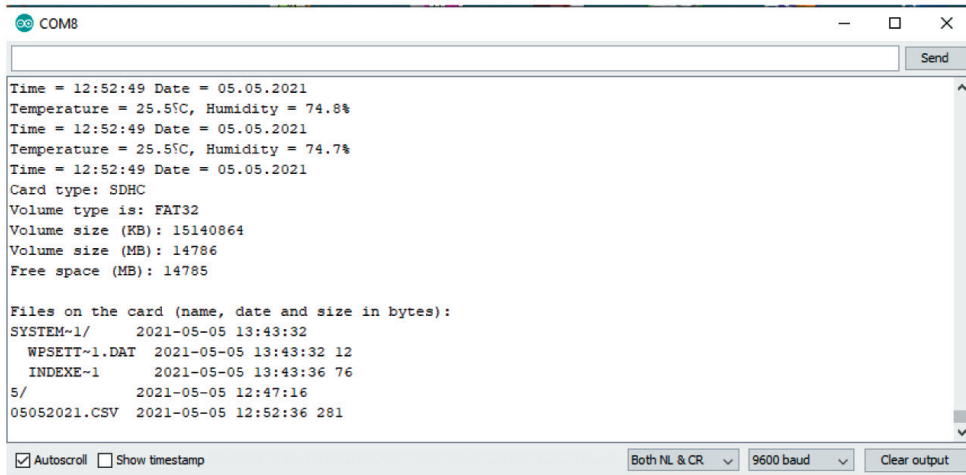 COM8
Send
Time = 12:52:49 Date = 05.05.2021
Temperature = 25.5⸮C, Humidity = 74.8%
Time = 12:52:49 Date = 05.05.2021
Temperature = 25.5⸮C, Humidity = 74.7%
Time = 12:52:49 Date = 05.05.2021
Card type: SDHC
Volume type is: FAT32
Volume size (KB): 15140864
Volume size (MB): 14786
Free space (MB): 14785
Files on the card (name, date and size in bytes):
SYSTEM~1/      2021-05-05 13:43:32
  WPSETT~1.DAT  2021-05-05 13:43:32 12
  INDEXE~1      2021-05-05 13:43:36 76
5/             2021-05-05 12:47:16
05052021.CSV  2021-05-05 12:52:36 281
Autoscroll Show timestamp Both NL & CR 9600 baud Clear output